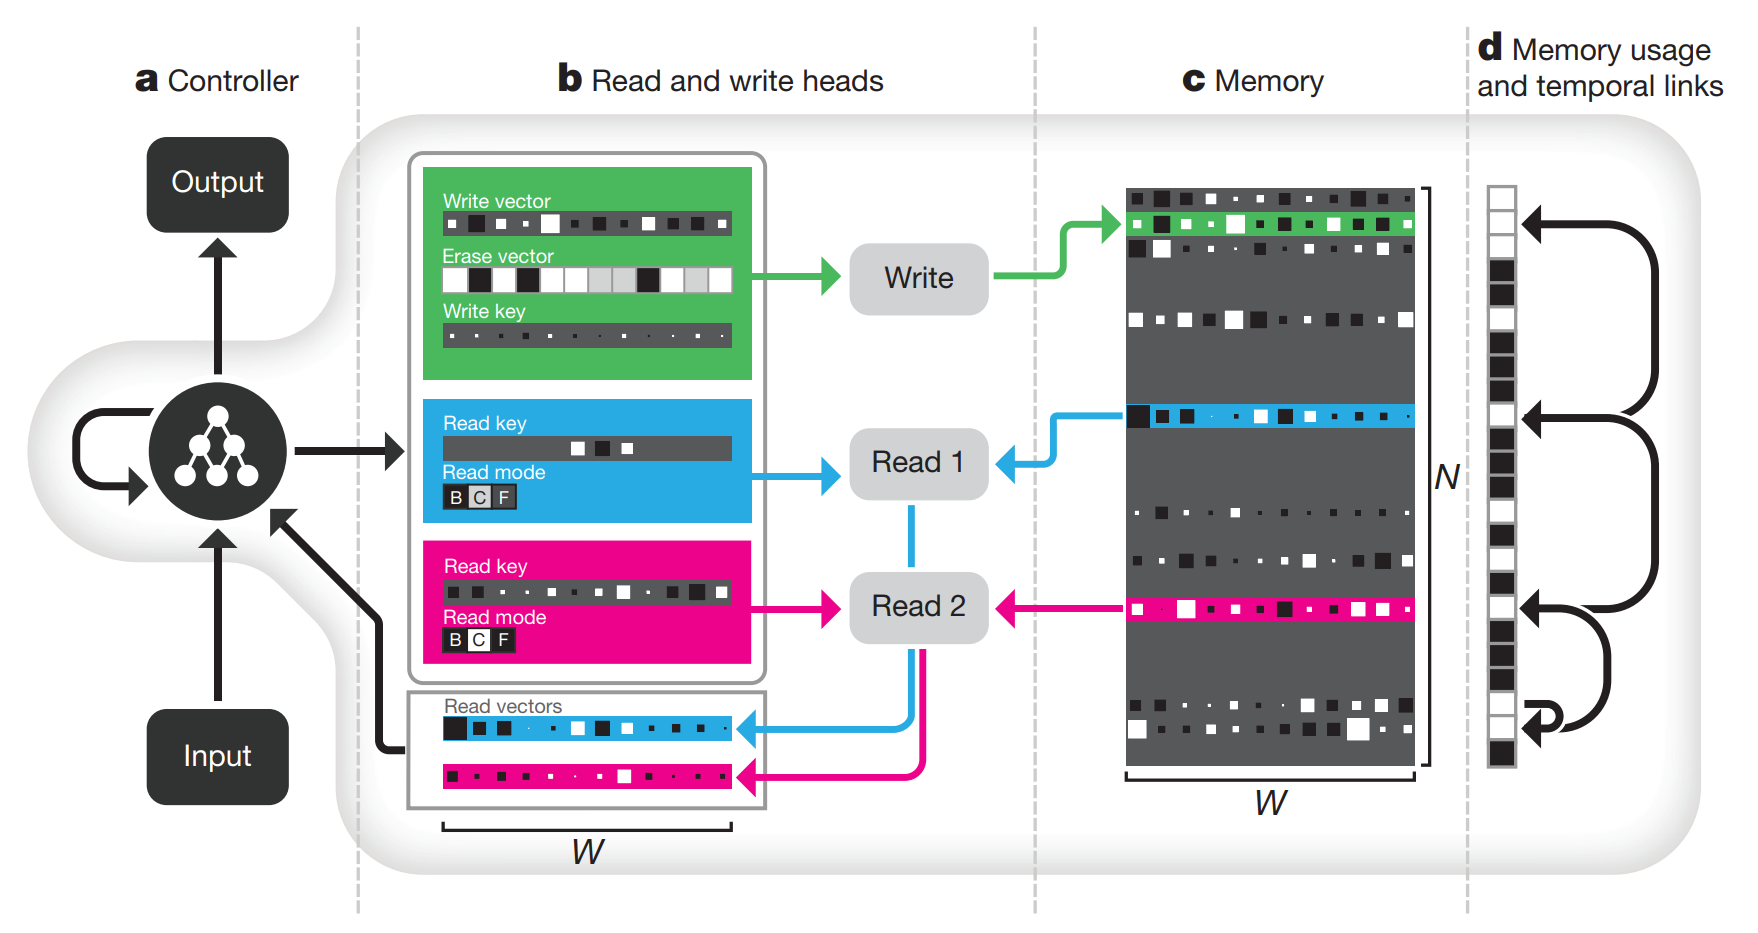 a Controller
b Read and write heads
c Memory
d Memory usage
and temporal links
Output
Input
Write vector
Erase vector
Write key
Read key
Read mode
B C F
Read key
Read mode
B C F
Read vectors
W
Write
Read 1
Read 2
N
W